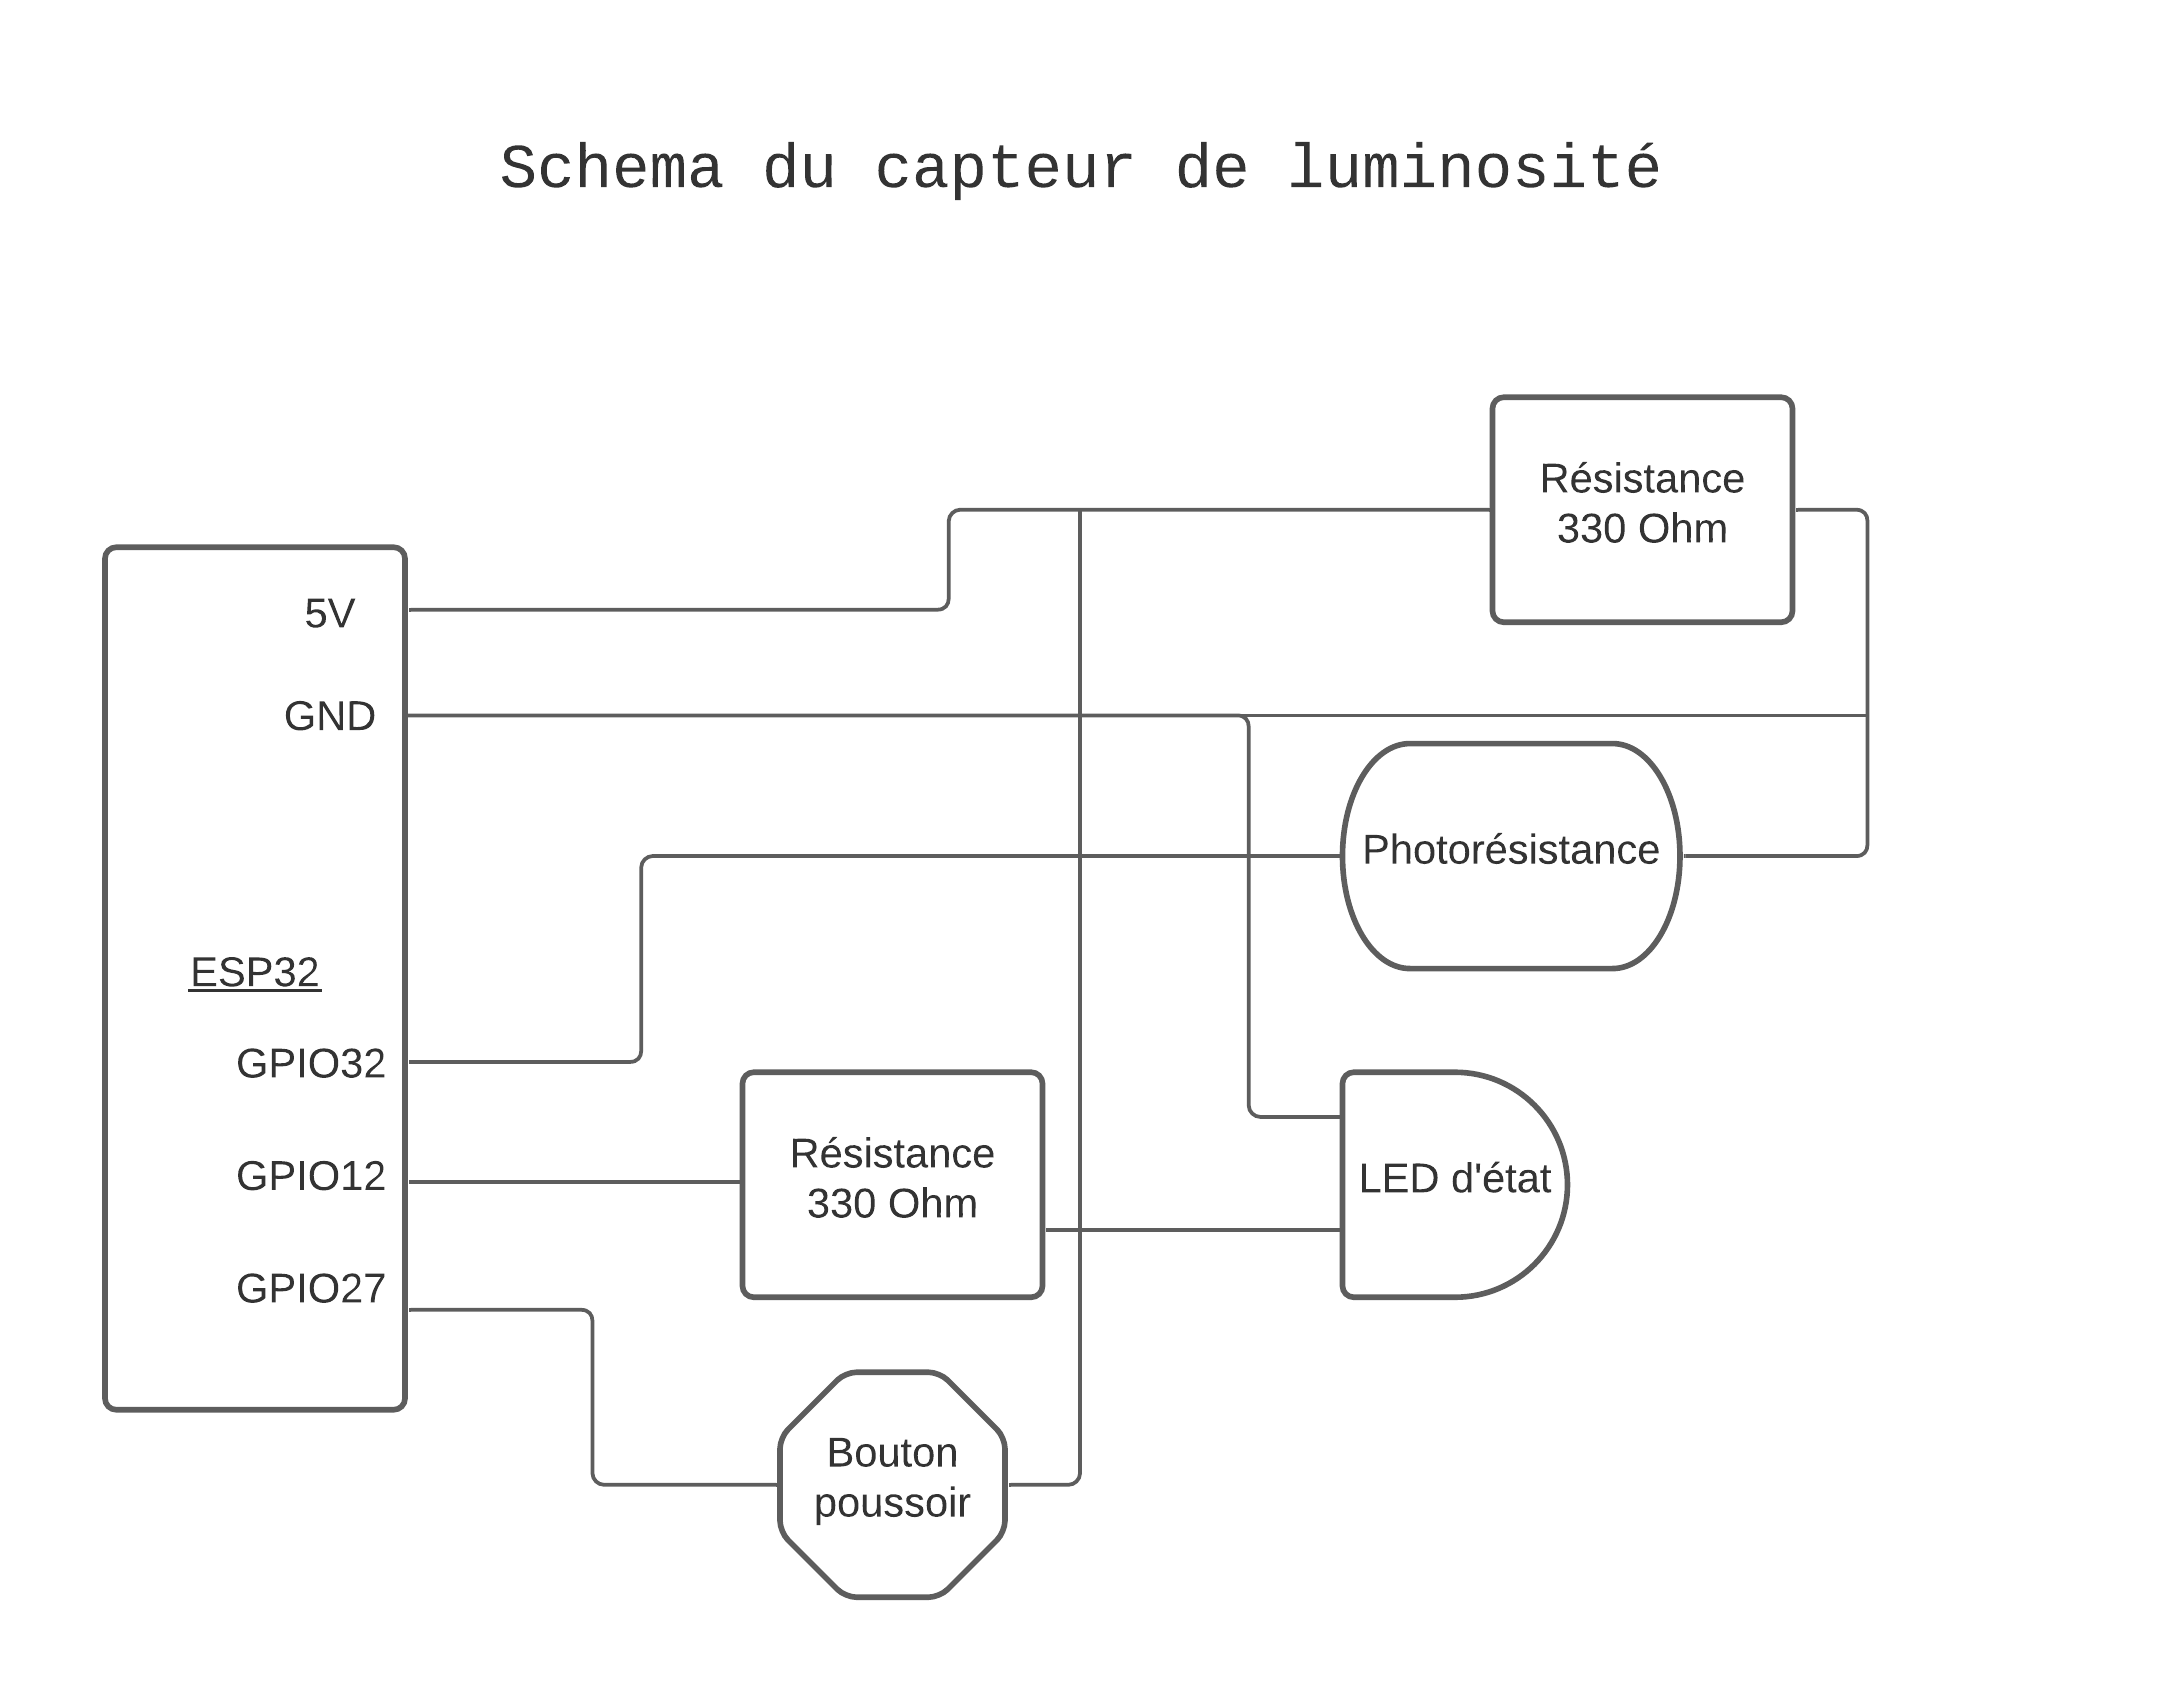 Schema du capteur de luminosité
Résistance
330 Ohm
5V
GND
Photorésistance
ESP32
GPIO32
Résistance
330 Ohm
GPIO12
LED d'état
GPIO27
Bouton
poussoir